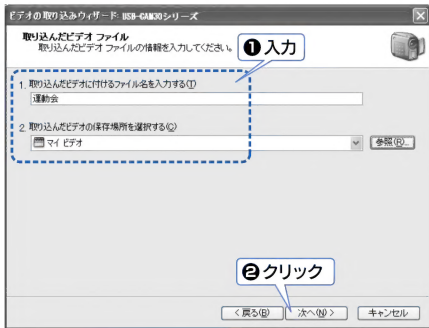 ビデオの取り込みウィザード: USB-CAM30シリーズ
取り込んだビデオ ファイル
取り込んだビデオ ファイルの情報を入力してください。
❶入力
1. 取り込んだビデオに付けるファイル名を入力する(T)
運動会
2. 取り込んだビデオの保存場所を選択する(C)
マイ ビデオ
参照(R)...
❷クリック
< 戻る(B)
次へ(N) >
キャンセル